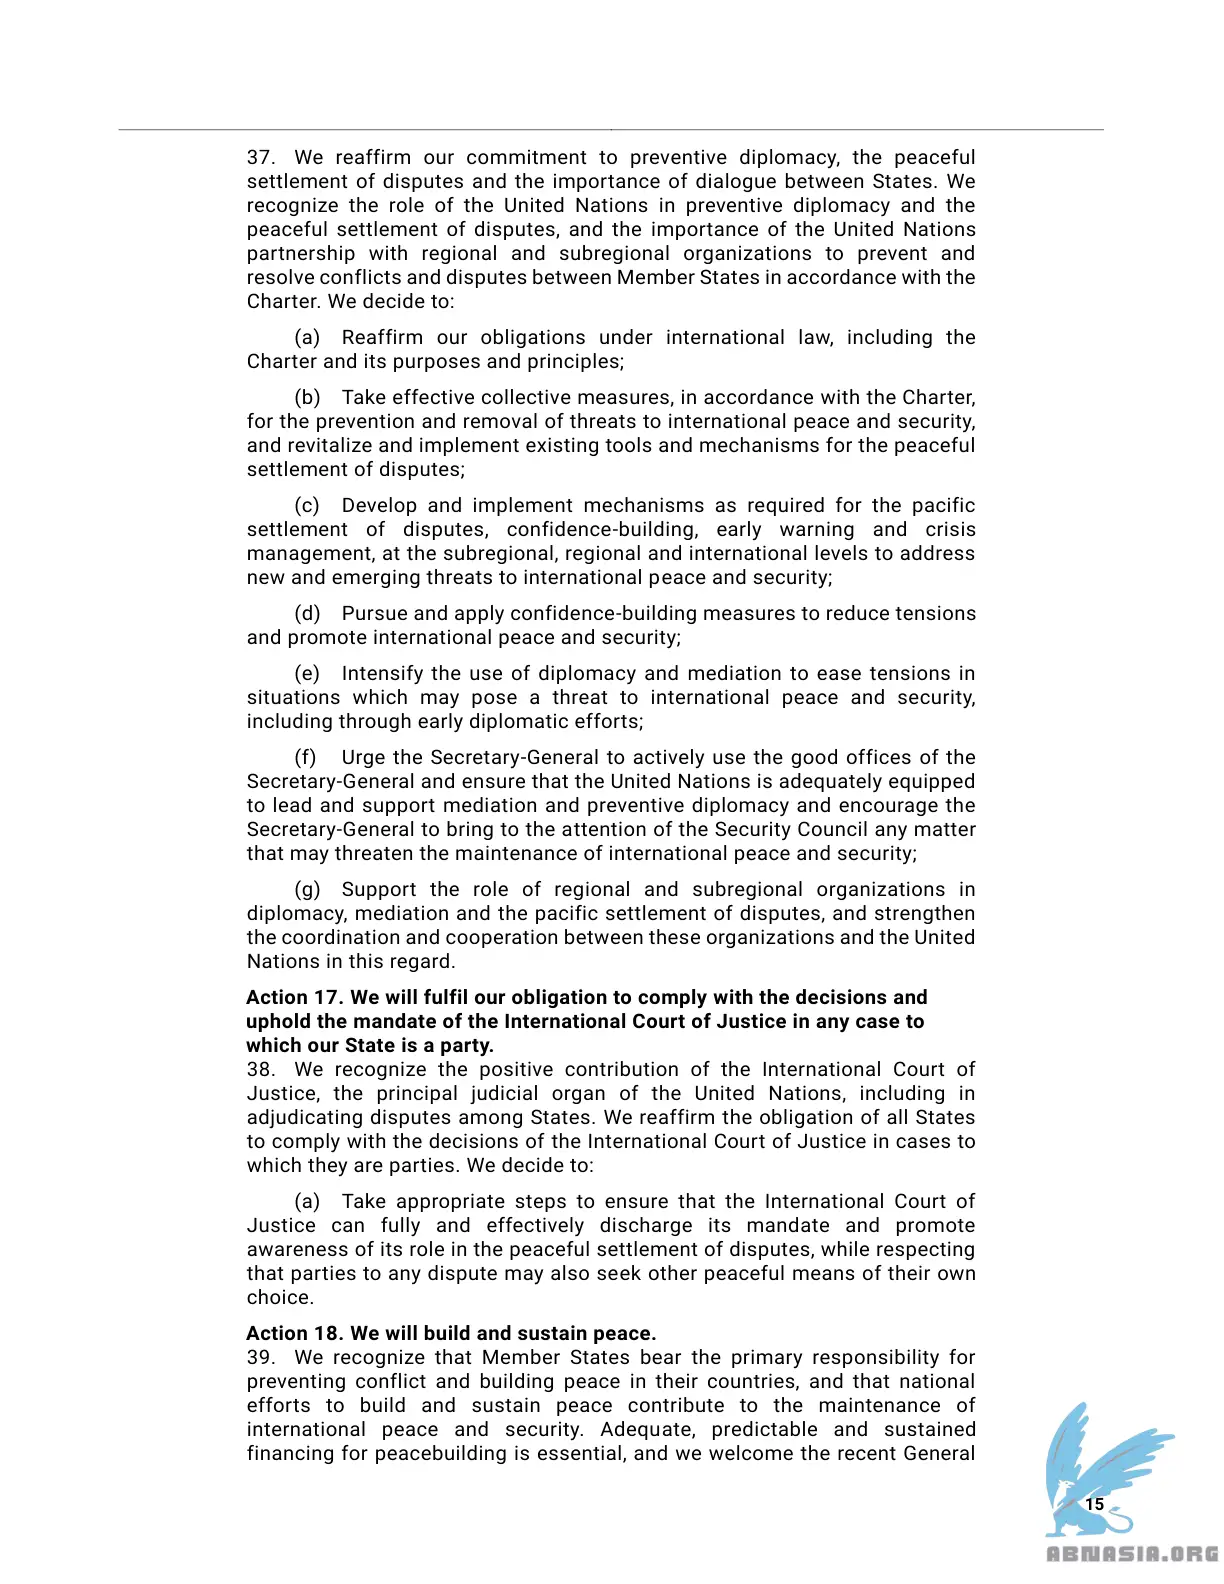 37. We reaffirm our commitment to preventive diplomacy, the peaceful
settlement of disputes and the importance of dialogue between States. We
recognize the role of the United Nations in preventive diplomacy and the
peaceful settlement of disputes, and the importance of the United Nations
partnership with regional and subregional organizations to prevent and
resolve conflicts and disputes between Member States in accordance with the
Charter. We decide to:
(a) Reaffirm our obligations under international law, including the
Charter and its purposes and principles;
(b) Take effective collective measures, in accordance with the Charter,
for the prevention and removal of threats to international peace and security,
and revitalize and implement existing tools and mechanisms for the peaceful
settlement of disputes;
(c) Develop and implement mechanisms as required for the pacific
settlement of disputes, confidence-building, early warning and crisis
management, at the subregional, regional and international levels to address
new and emerging threats to international peace and security;
(d) Pursue and apply confidence-building measures to reduce tensions
and promote international peace and security;
(e) Intensify the use of diplomacy and mediation to ease tensions in
situations which may pose a threat to international peace and security,
including through early diplomatic efforts;
(f) Urge the Secretary-General to actively use the good offices of the
Secretary-General and ensure that the United Nations is adequately equipped
to lead and support mediation and preventive diplomacy and encourage the
Secretary-General to bring to the attention of the Security Council any matter
that may threaten the maintenance of international peace and security;
(g) Support the role of regional and subregional organizations in
diplomacy, mediation and the pacific settlement of disputes, and strengthen
the coordination and cooperation between these organizations and the United
Nations in this regard.
Action 17. We will fulfil our obligation to comply with the decisions and
uphold the mandate of the International Court of Justice in any case to
which our State is a party.
38. We recognize the positive contribution of the International Court of
Justice, the principal judicial organ of the United Nations, including in
adjudicating disputes among States. We reaffirm the obligation of all States
to comply with the decisions of the International Court of Justice in cases to
which they are parties. We decide to:
(a) Take appropriate steps to ensure that the International Court of
Justice can fully and effectively discharge its mandate and promote
awareness of its role in the peaceful settlement of disputes, while respecting
that parties to any dispute may also seek other peaceful means of their own
choice.
Action 18. We will build and sustain peace.
39. We recognize that Member States bear the primary responsibility for
preventing conflict and building peace in their countries, and that national
efforts to build and sustain peace contribute to the maintenance of
international peace and security. Adequate, predictable and sustained
financing for peacebuilding is essential, and we welcome the recent General
15
ABNASIA.ORG